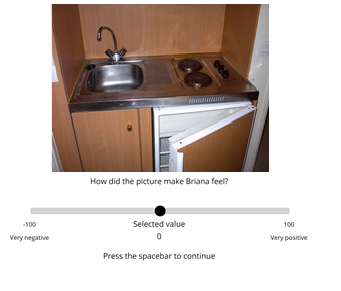 How did the picture make Briana feel?
-100
Selected value
100
Very negative
0
Very positive
Press the spacebar to continue